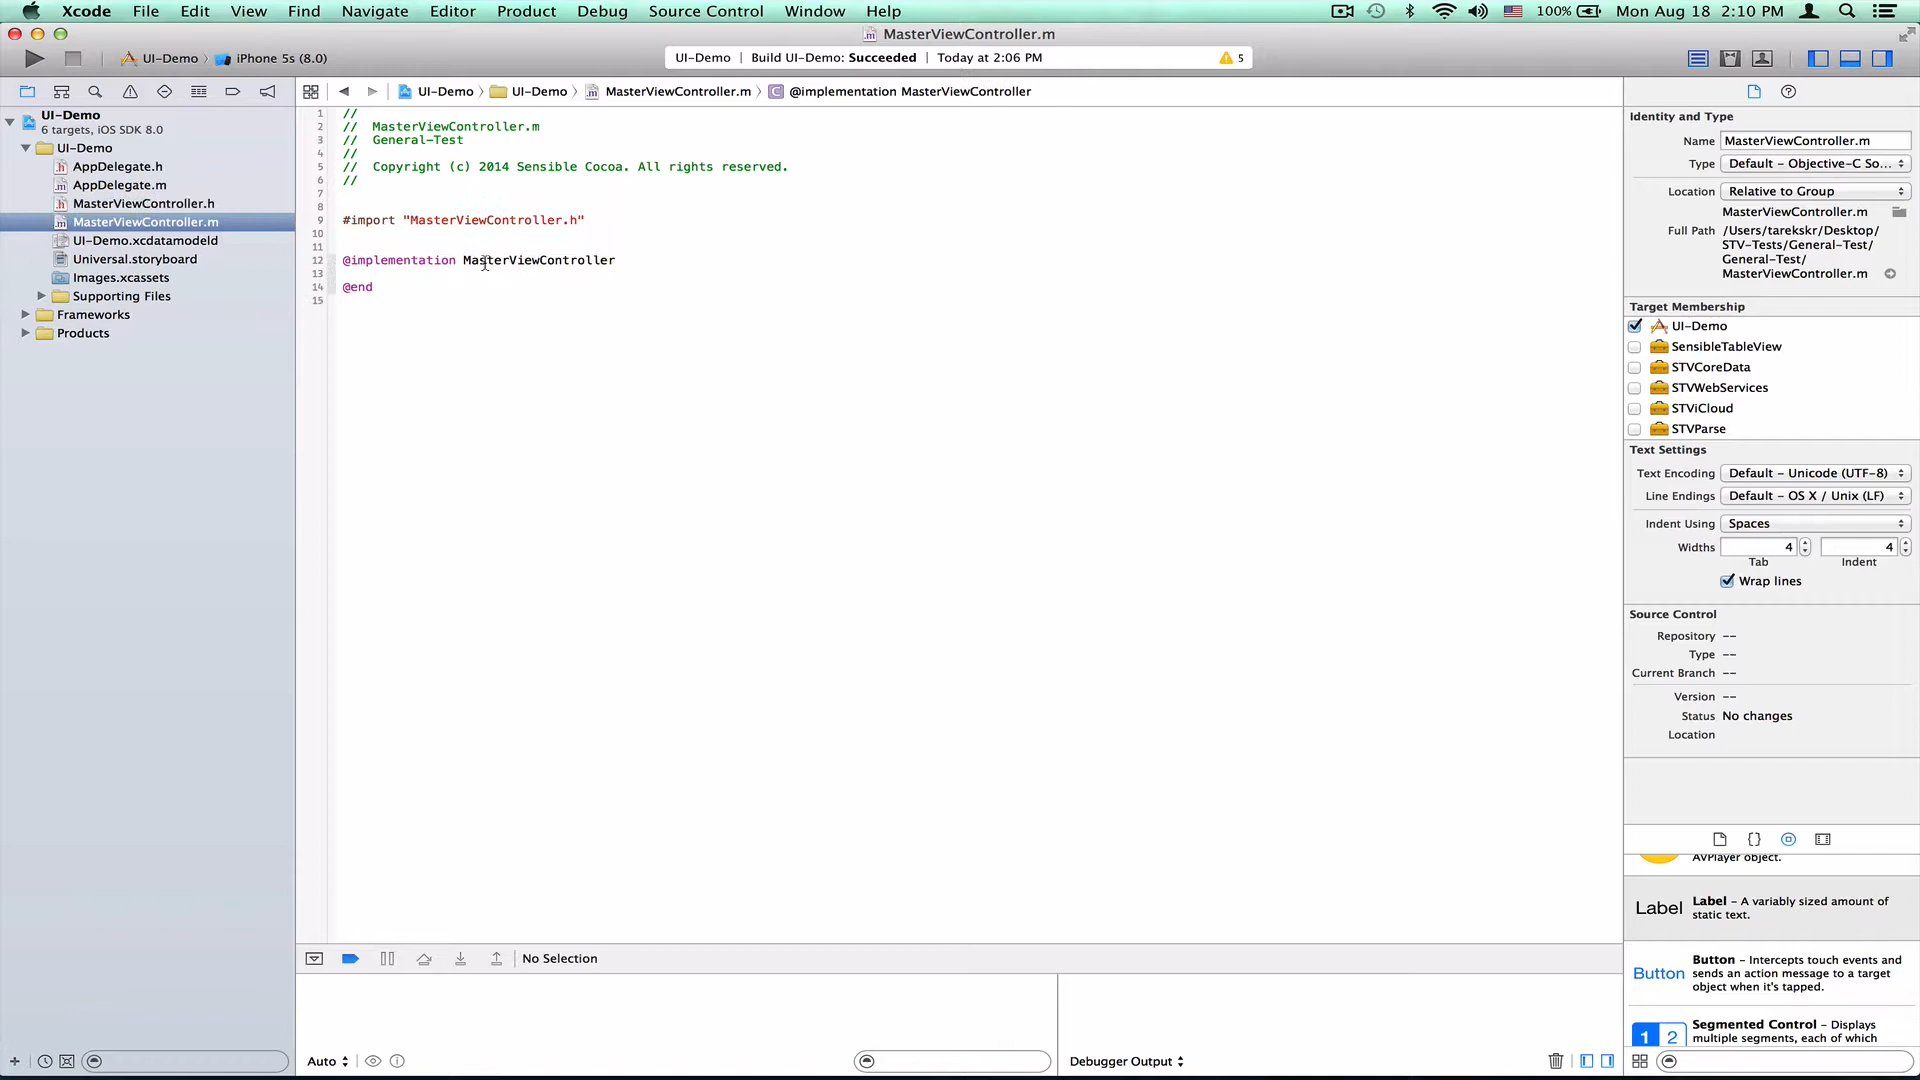 Xcode File Edit View Find Navigate Editor Product Debug Source Control Window Help 100% Mon Aug 18 2:10 PM
MasterViewController.m
UI-Demo iPhone 5s (8.0) UI-Demo | Build UI-Demo: Succeeded | Today at 2:06 PM 5
UI-Demo UI-Demo MasterViewController.m @implementation MasterViewController
UI-Demo
6 targets, iOS SDK 8.0
UI-Demo
AppDelegate.h
AppDelegate.m
MasterViewController.h
MasterViewController.m
UI-Demo.xcdatamodeld
Universal.storyboard
Images.xcassets
Supporting Files
Frameworks
Products
1 //
2 // MasterViewController.m
3 // General-Test
4 //
5 // Copyright (c) 2014 Sensible Cocoa. All rights reserved.
6 //
7
8
9 #import "MasterViewController.h"
10
11
12 @implementation MasterViewController
13
14 @end
15
No Selection
Auto
Debugger Output
Identity and Type
Name MasterViewController.m
Type Default - Objective-C So...
Location Relative to Group
MasterViewController.m
Full Path /Users/tarekskr/Desktop/
STV-Tests/General-Test/
General-Test/
MasterViewController.m
Target Membership
UI-Demo
SensibleTableView
STVCoreData
STVWebServices
STViCloud
STVParse
Text Settings
Text Encoding Default - Unicode (UTF-8)
Line Endings Default - OS X / Unix (LF)
Indent Using Spaces
Widths 4 4
Tab Indent
Wrap lines
Source Control
Repository --
Type --
Current Branch --
Version --
Status No changes
Location
{}
AVPlayer object.
Label Label - A variably sized amount of
static text.
Button Button - Intercepts touch events and
sends an action message to a target
object when it's tapped.
1 2 Segmented Control - Displays
multiple segments, each of which